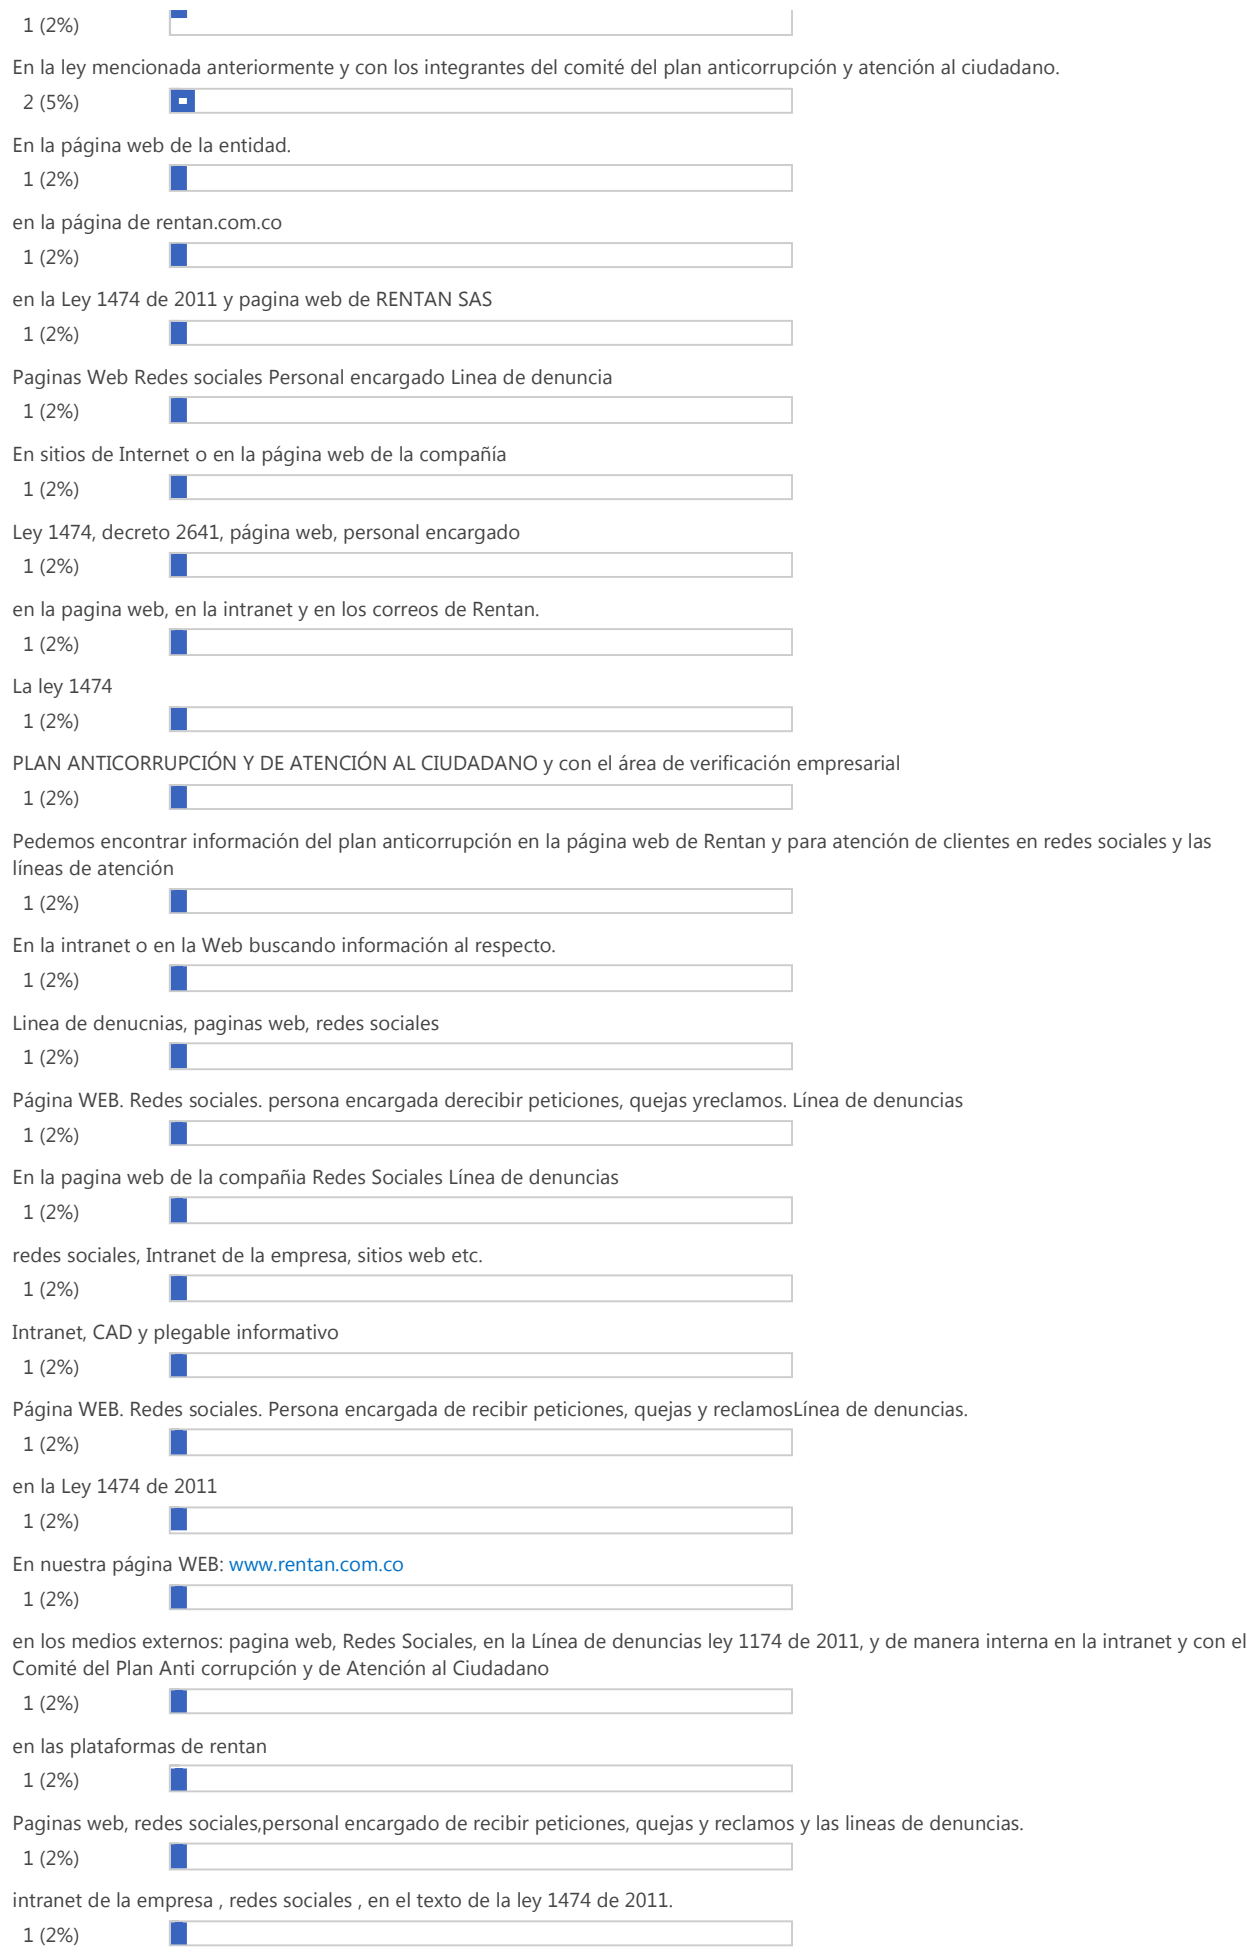 1 (2%)
En la ley mencionada anteriormente y con los integrantes del comité del plan anticorrupción y atención al ciudadano.
2 (5%)
En la página web de la entidad.
1 (2%)
en la página de rentan.com.co
1 (2%)
en la Ley 1474 de 2011 y pagina web de RENTAN SAS
1 (2%)
Paginas Web Redes sociales Personal encargado Linea de denuncia
1 (2%)
En sitios de Internet o en la página web de la compañía
1 (2%)
Ley 1474, decreto 2641, página web, personal encargado
1 (2%)
en la pagina web, en la intranet y en los correos de Rentan.
1 (2%)
La ley 1474
1 (2%)
PLAN ANTICORRUPCIÓN Y DE ATENCIÓN AL CIUDADANO y con el área de verificación empresarial
1 (2%)
Pedemos encontrar información del plan anticorrupción en la página web de Rentan y para atención de clientes en redes sociales y las
líneas de atención
1 (2%)
En la intranet o en la Web buscando información al respecto.
1 (2%)
Linea de denucnias, paginas web, redes sociales
1 (2%)
Página WEB. Redes sociales. persona encargada derecibir peticiones, quejas yreclamos. Línea de denuncias
1 (2%)
En la pagina web de la compañia Redes Sociales Línea de denuncias
1 (2%)
redes sociales, Intranet de la empresa, sitios web etc.
1 (2%)
Intranet, CAD y plegable informativo
1 (2%)
Página WEB. Redes sociales. Persona encargada de recibir peticiones, quejas y reclamosLínea de denuncias.
1 (2%)
en la Ley 1474 de 2011
1 (2%)
En nuestra página WEB: www.rentan.com.co
1 (2%)
en los medios externos: pagina web, Redes Sociales, en la Línea de denuncias ley 1174 de 2011, y de manera interna en la intranet y con el
Comité del Plan Anti corrupción y de Atención al Ciudadano
1 (2%)
en las plataformas de rentan
1 (2%)
Paginas web, redes sociales,personal encargado de recibir peticiones, quejas y reclamos y las lineas de denuncias.
1 (2%)
intranet de la empresa , redes sociales , en el texto de la ley 1474 de 2011.
1 (2%)